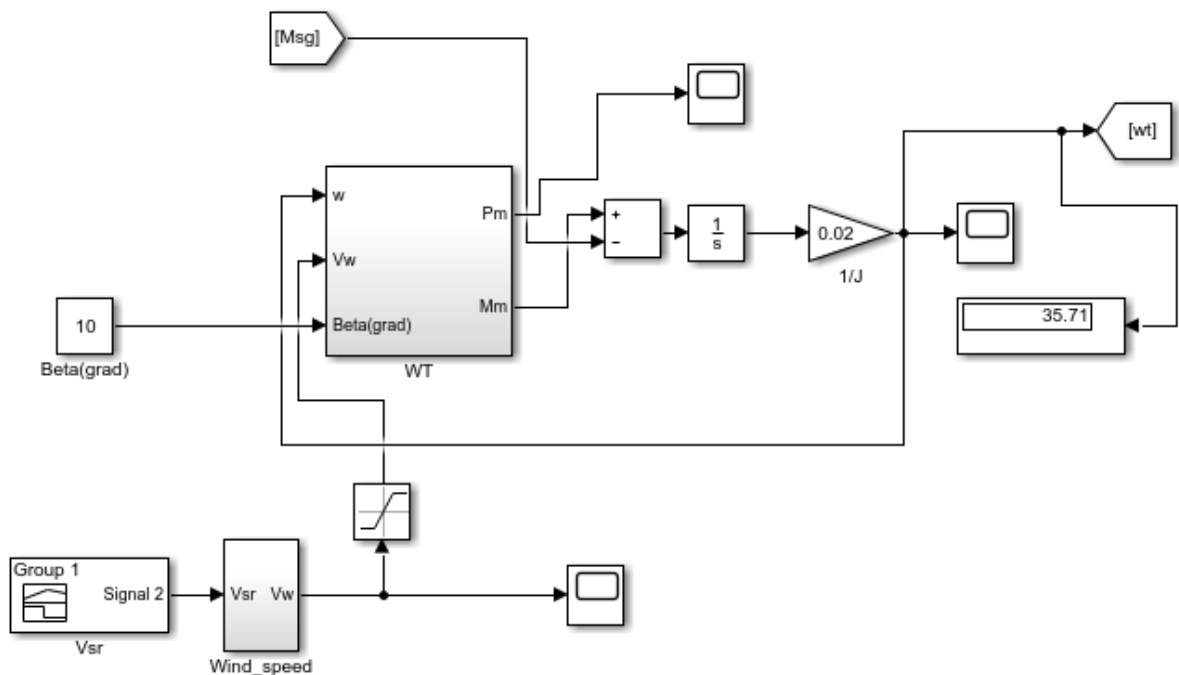 [Msg]
[wt]
w
Pm
Vw
Mm
Beta(grad)
WT
+
−
1
s
0.02
1/J
35.71
10
Beta(grad)
Group 1
Signal 2
Vsr
Vsr
Vw
Wind_speed